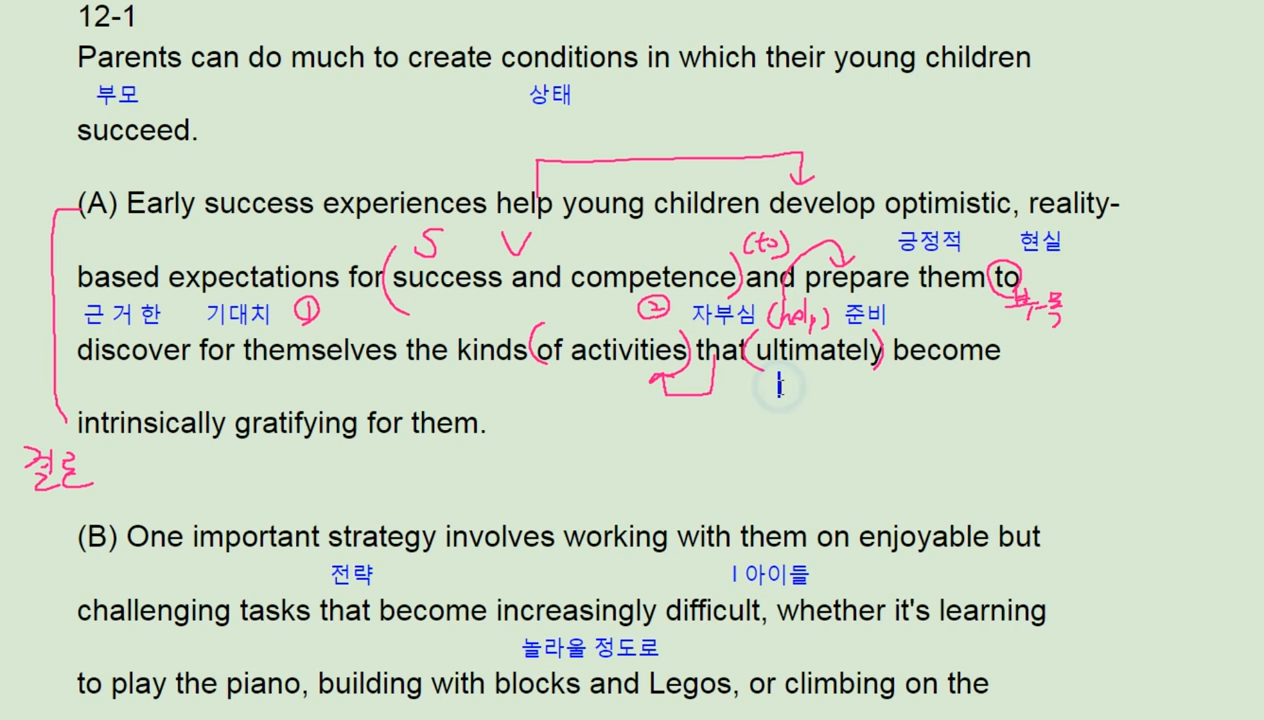 12-1
Parents can do much to create conditions in which their young children
부모 상태
succeed.
(A) Early success experiences help young children develop optimistic, reality-
S V (to) 긍정적 현실
based expectations for (success and competence) and prepare them to
근 거 한 기대치 ① ② 자부심 (help) 준비 부-목
discover for themselves the kinds (of activities) that (ultimately) become
intrinsically gratifying for them.
결론
(B) One important strategy involves working with them on enjoyable but
전략 I 아이들
challenging tasks that become increasingly difficult, whether it's learning
놀라울 정도로
to play the piano, building with blocks and Legos, or climbing on the